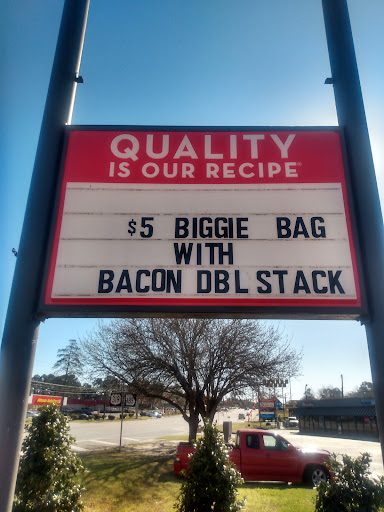 QUALITY
IS OUR RECIPE®
$5 BIGGIE BAG
WITH
BACON DBL STACK